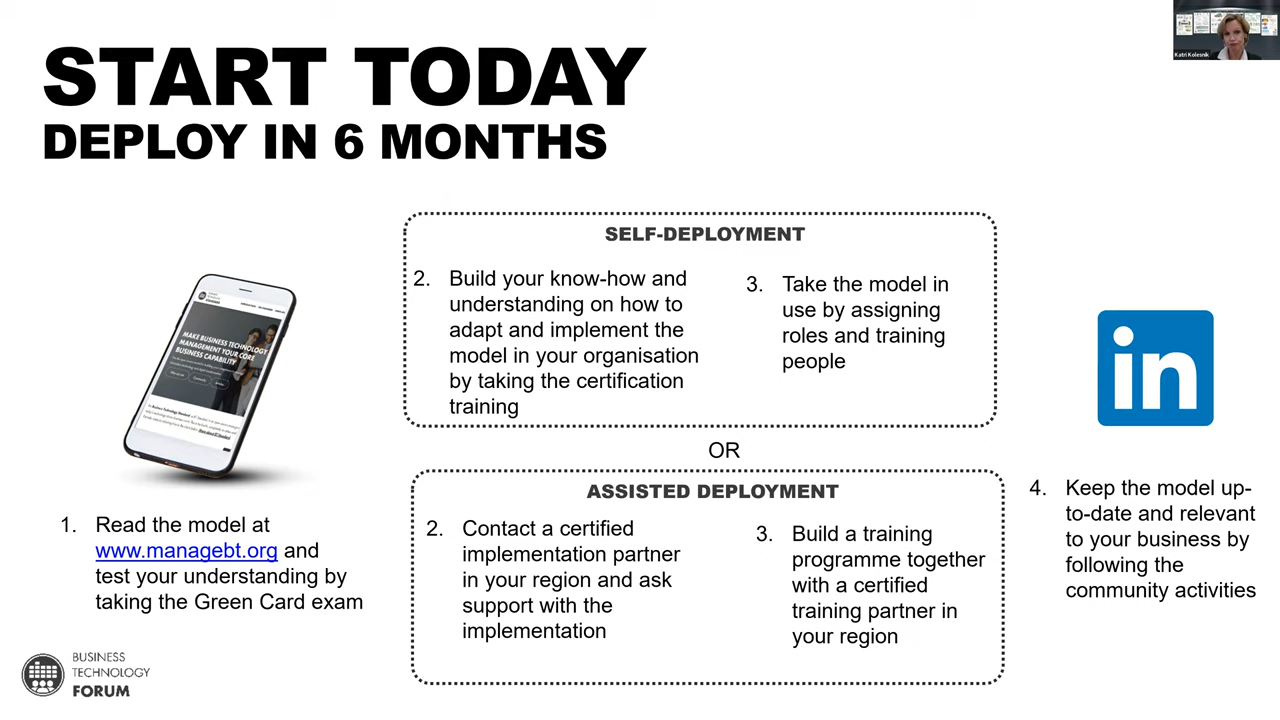 START TODAY
DEPLOY IN 6 MONTHS
Katri Kolesnik
MAKE BUSINESS TECHNOLOGY
MANAGEMENT YOUR CORE
BUSINESS CAPABILITY
1. Read the model at
www.managebt.org and
test your understanding by
taking the Green Card exam
SELF-DEPLOYMENT
2. Build your know-how and
understanding on how to
adapt and implement the
model in your organisation
by taking the certification
training
3. Take the model in
use by assigning
roles and training
people
OR
ASSISTED DEPLOYMENT
2. Contact a certified
implementation partner
in your region and ask
support with the
implementation
3. Build a training
programme together
with a certified
training partner in
your region
in
4. Keep the model up-
to-date and relevant
to your business by
following the
community activities
BUSINESS
TECHNOLOGY
FORUM